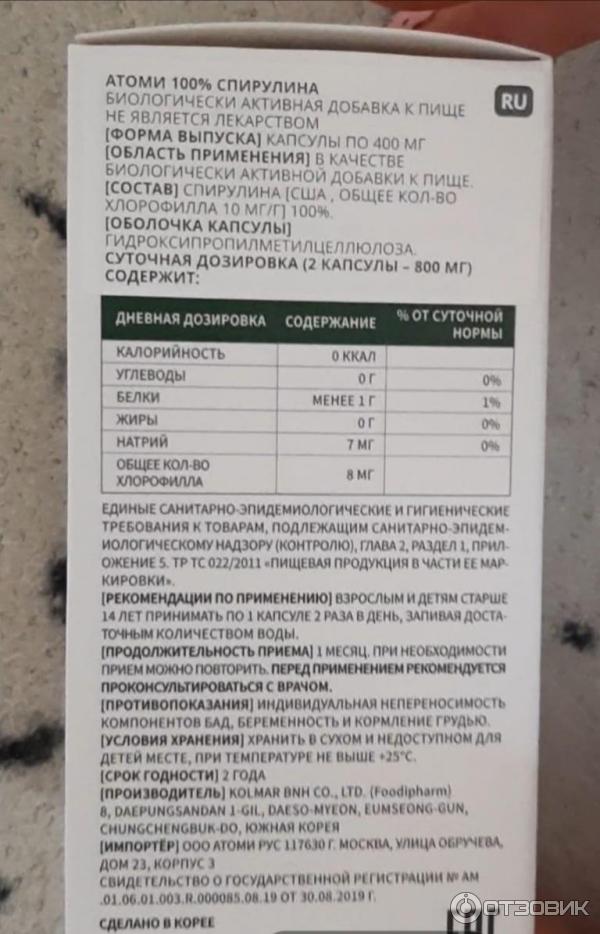 АТОМИ 100% СПИРУЛИНА
RU
БИОЛОГИЧЕСКИ АКТИВНАЯ ДОБАВКА К ПИЩЕ
НЕ ЯВЛЯЕТСЯ ЛЕКАРСТВОМ
[ФОРМА ВЫПУСКА] КАПСУЛЫ ПО 400 МГ
[ОБЛАСТЬ ПРИМЕНЕНИЯ] В КАЧЕСТВЕ
БИОЛОГИЧЕСКИ АКТИВНОЙ ДОБАВКИ К ПИЩЕ.
[СОСТАВ] СПИРУЛИНА [США , ОБЩЕЕ КОЛ-ВО
ХЛОРОФИЛЛА 10 МГ/Г] 100%.
[ОБОЛОЧКА КАПСУЛЫ]
ГИДРОКСИПРОПИЛМЕТИЛЦЕЛЛЮЛОЗА.
СУТОЧНАЯ ДОЗИРОВКА (2 КАПСУЛЫ – 800 МГ)
СОДЕРЖИТ:
ДНЕВНАЯ ДОЗИРОВКА СОДЕРЖАНИЕ % ОТ СУТОЧНОЙ НОРМЫ
КАЛОРИЙНОСТЬ 0 ККАЛ
УГЛЕВОДЫ 0 Г 0%
БЕЛКИ МЕНЕЕ 1 Г 1%
ЖИРЫ 0 Г 0%
НАТРИЙ 7 МГ 0%
ОБЩЕЕ КОЛ-ВО
ХЛОРОФИЛЛА 8 МГ
ЕДИНЫЕ САНИТАРНО-ЭПИДЕМИОЛОГИЧЕСКИЕ И ГИГИЕНИЧЕСКИЕ
ТРЕБОВАНИЯ К ТОВАРАМ, ПОДЛЕЖАЩИМ САНИТАРНО-ЭПИДЕМ-
ИОЛОГИЧЕСКОМУ НАДЗОРУ (КОНТРОЛЮ), ГЛАВА 2, РАЗДЕЛ 1, ПРИЛ-
ОЖЕНИЕ 5. ТР ТС 022/2011 «ПИЩЕВАЯ ПРОДУКЦИЯ В ЧАСТИ ЕЕ МАР-
КИРОВКИ».
[РЕКОМЕНДАЦИИ ПО ПРИМЕНЕНИЮ] ВЗРОСЛЫМ И ДЕТЯМ СТАРШЕ
14 ЛЕТ ПРИНИМАТЬ ПО 1 КАПСУЛЕ 2 РАЗА В ДЕНЬ, ЗАПИВАЯ ДОСТА-
ТОЧНЫМ КОЛИЧЕСТВОМ ВОДЫ.
[ПРОДОЛЖИТЕЛЬНОСТЬ ПРИЕМА] 1 МЕСЯЦ. ПРИ НЕОБХОДИМОСТИ
ПРИЕМ МОЖНО ПОВТОРИТЬ. ПЕРЕД ПРИМЕНЕНИЕМ РЕКОМЕНДУЕТСЯ
ПРОКОНСУЛЬТИРОВАТЬСЯ С ВРАЧОМ.
[ПРОТИВОПОКАЗАНИЯ] ИНДИВИДУАЛЬНАЯ НЕПЕРЕНОСИМОСТЬ
КОМПОНЕНТОВ БАД, БЕРЕМЕННОСТЬ И КОРМЛЕНИЕ ГРУДЬЮ.
[УСЛОВИЯ ХРАНЕНИЯ] ХРАНИТЬ В СУХОМ И НЕДОСТУПНОМ ДЛЯ
ДЕТЕЙ МЕСТЕ, ПРИ ТЕМПЕРАТУРЕ НЕ ВЫШЕ +25°С.
[СРОК ГОДНОСТИ] 2 ГОДА
[ПРОИЗВОДИТЕЛЬ] KOLMAR BNH CO., LTD. (Foodipharm)
8, DAEPUNGSANDAN 1-GIL, DAESO-MYEON, EUMSEONG-GUN,
CHUNGCHENGBUK-DO, ЮЖНАЯ КОРЕЯ
[ИМПОРТЁР] ООО АТОМИ РУС 117630 Г. МОСКВА, УЛИЦА ОБРУЧЕВА,
ДОМ 23, КОРПУС 3
СВИДЕТЕЛЬСТВО О ГОСУДАРСТВЕННОЙ РЕГИСТРАЦИИ № АМ
.01.06.01.003.R.000085.08.19 ОТ 30.08.2019 Г.
СДЕЛАНО В КОРЕЕ
ОТЗОВИК